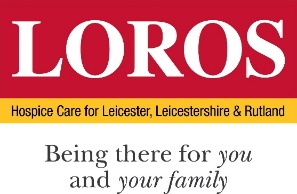 LOROS
Hospice Care for Leicester, Leicestershire & Rutland
Being there for you
and your family